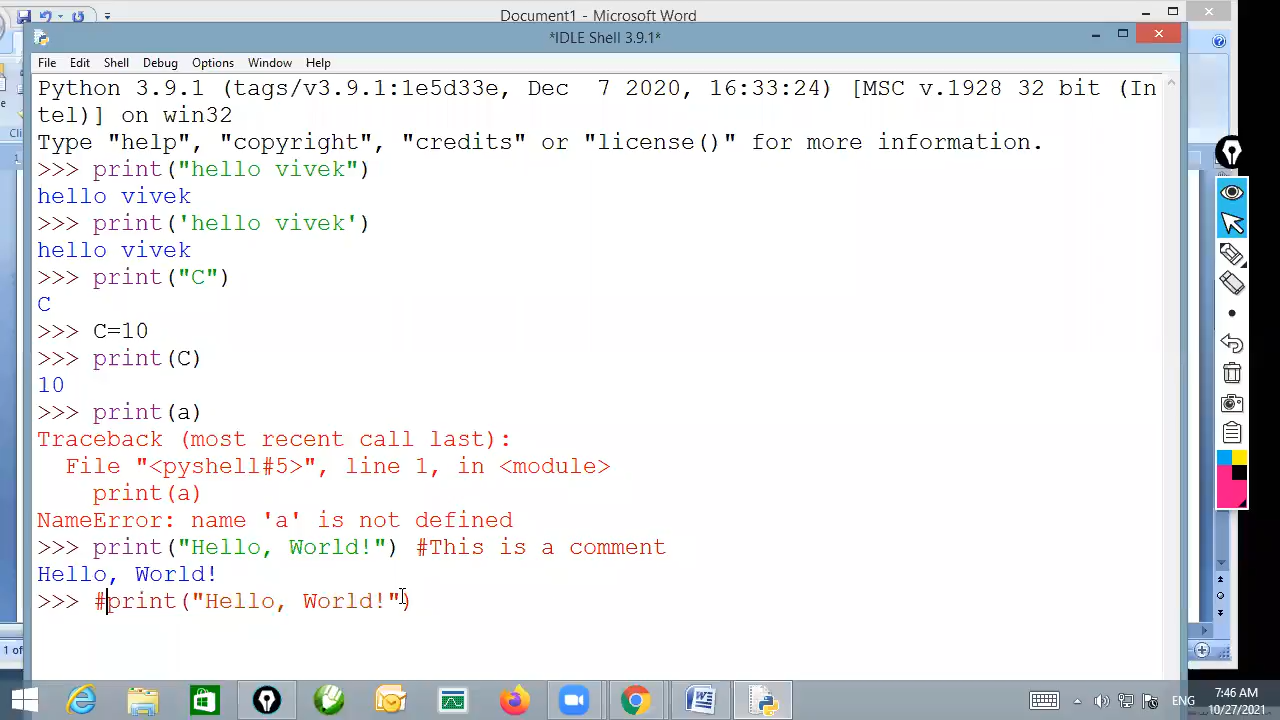 Document1 - Microsoft Word
*IDLE Shell 3.9.1*
File Edit Shell Debug Options Window Help
Python 3.9.1 (tags/v3.9.1:1e5d33e, Dec  7 2020, 16:33:24) [MSC v.1928 32 bit (In
tel)] on win32
Type "help", "copyright", "credits" or "license()" for more information.
>>> print("hello vivek")
hello vivek
>>> print('hello vivek')
hello vivek
>>> print("C")
C
>>> C=10
>>> print(C)
10
>>> print(a)
Traceback (most recent call last):
  File "<pyshell#5>", line 1, in <module>
    print(a)
NameError: name 'a' is not defined
>>> print("Hello, World!") #This is a comment
Hello, World!
>>> #print("Hello, World!")
1 of
ENG
7:46 AM
10/27/2021